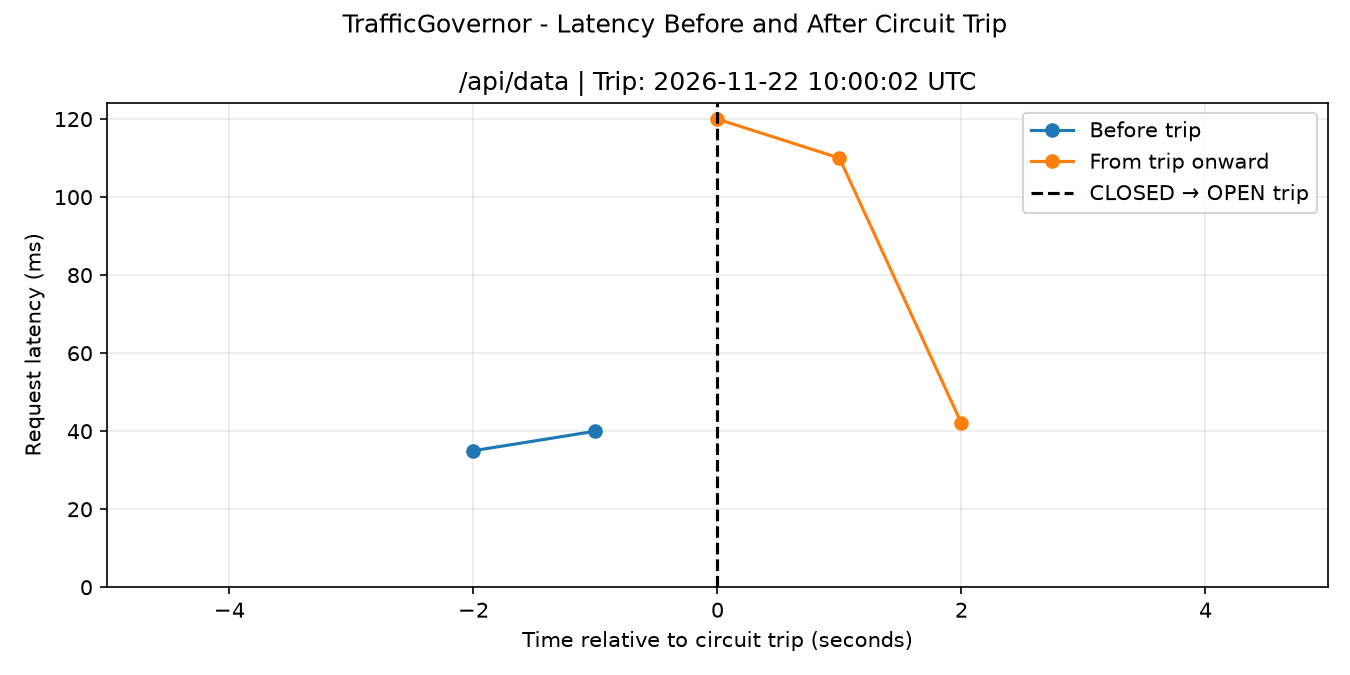 TrafficGovernor - Latency Before and After Circuit Trip
/api/data | Trip: 2026-11-22 10:00:02 UTC
Request latency (ms)
120
100
80
60
40
20
0
Before trip
From trip onward
CLOSED → OPEN trip
−4
−2
0
2
4
Time relative to circuit trip (seconds)